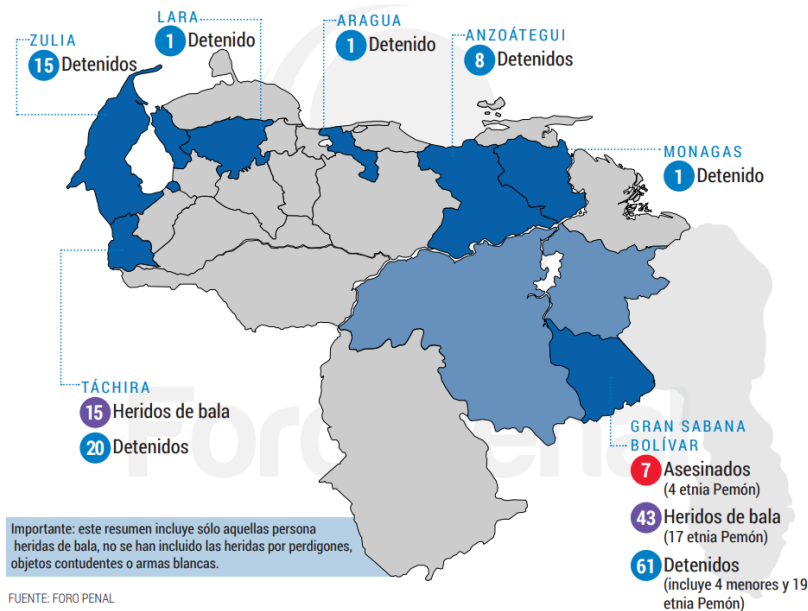 ZULIA
15 Detenidos
LARA
1 Detenido
ARAGUA
1 Detenido
ANZOÁTEGUI
8 Detenidos
MONAGAS
1 Detenido
TÁCHIRA
15 Heridos de bala
20 Detenidos
GRAN SABANA
BOLÍVAR
7 Asesinados
(4 etnia Pemón)
43 Heridos de bala
(17 etnia Pemón)
61 Detenidos
(incluye 4 menores y 19
etnia Pemón)
Foro Penal
Importante: este resumen incluye sólo aquellas persona
heridas de bala, no se han incluido las heridas por perdigones,
objetos contudentes o armas blancas.
FUENTE: FORO PENAL